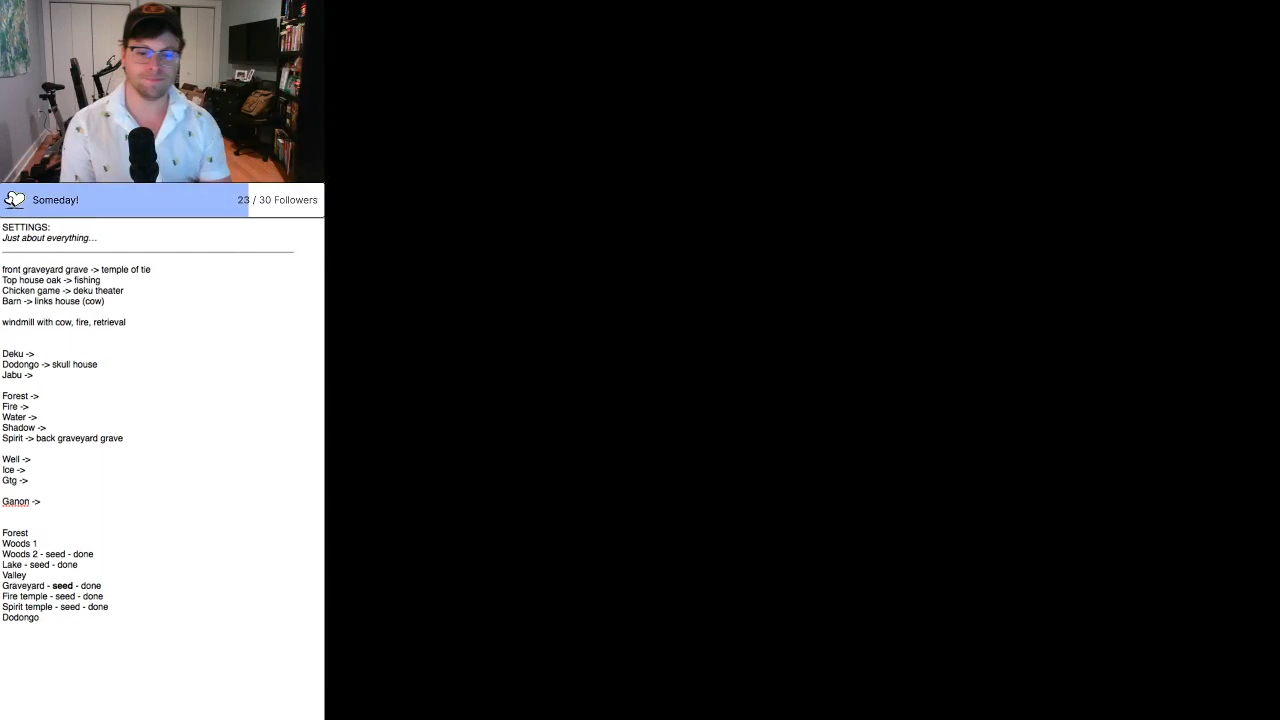 Someday!
23 / 30 Followers
SETTINGS:
Just about everything...
front graveyard grave -> temple of tie
Top house oak -> fishing
Chicken game -> deku theater
Barn -> links house (cow)
windmill with cow, fire, retrieval
Deku ->
Dodongo -> skull house
Jabu ->
Forest ->
Fire ->
Water ->
Shadow ->
Spirit -> back graveyard grave
Well ->
Ice ->
Gtg ->
Ganon ->
Forest
Woods 1
Woods 2 - seed - done
Lake - seed - done
Valley
Graveyard - seed - done
Fire temple - seed - done
Spirit temple - seed - done
Dodongo